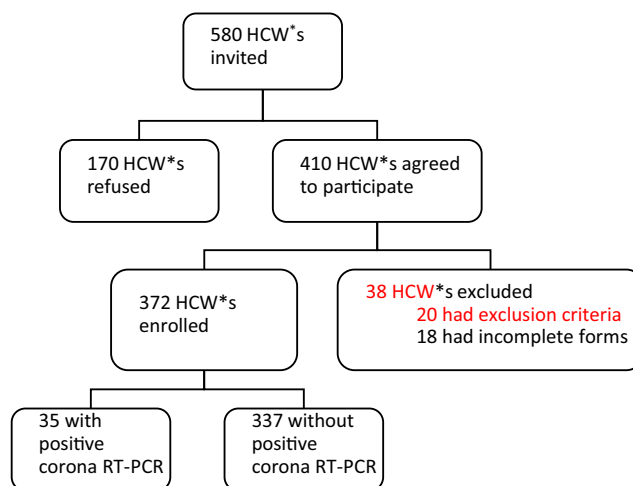 580 HCW*s
invited
170 HCW*s
refused
410 HCW*s agreed
to participate
372 HCW*s
enrolled
38 HCW*s excluded
20 had exclusion criteria
18 had incomplete forms
35 with
positive
corona RT-PCR
337 without
positive
corona RT-PCR